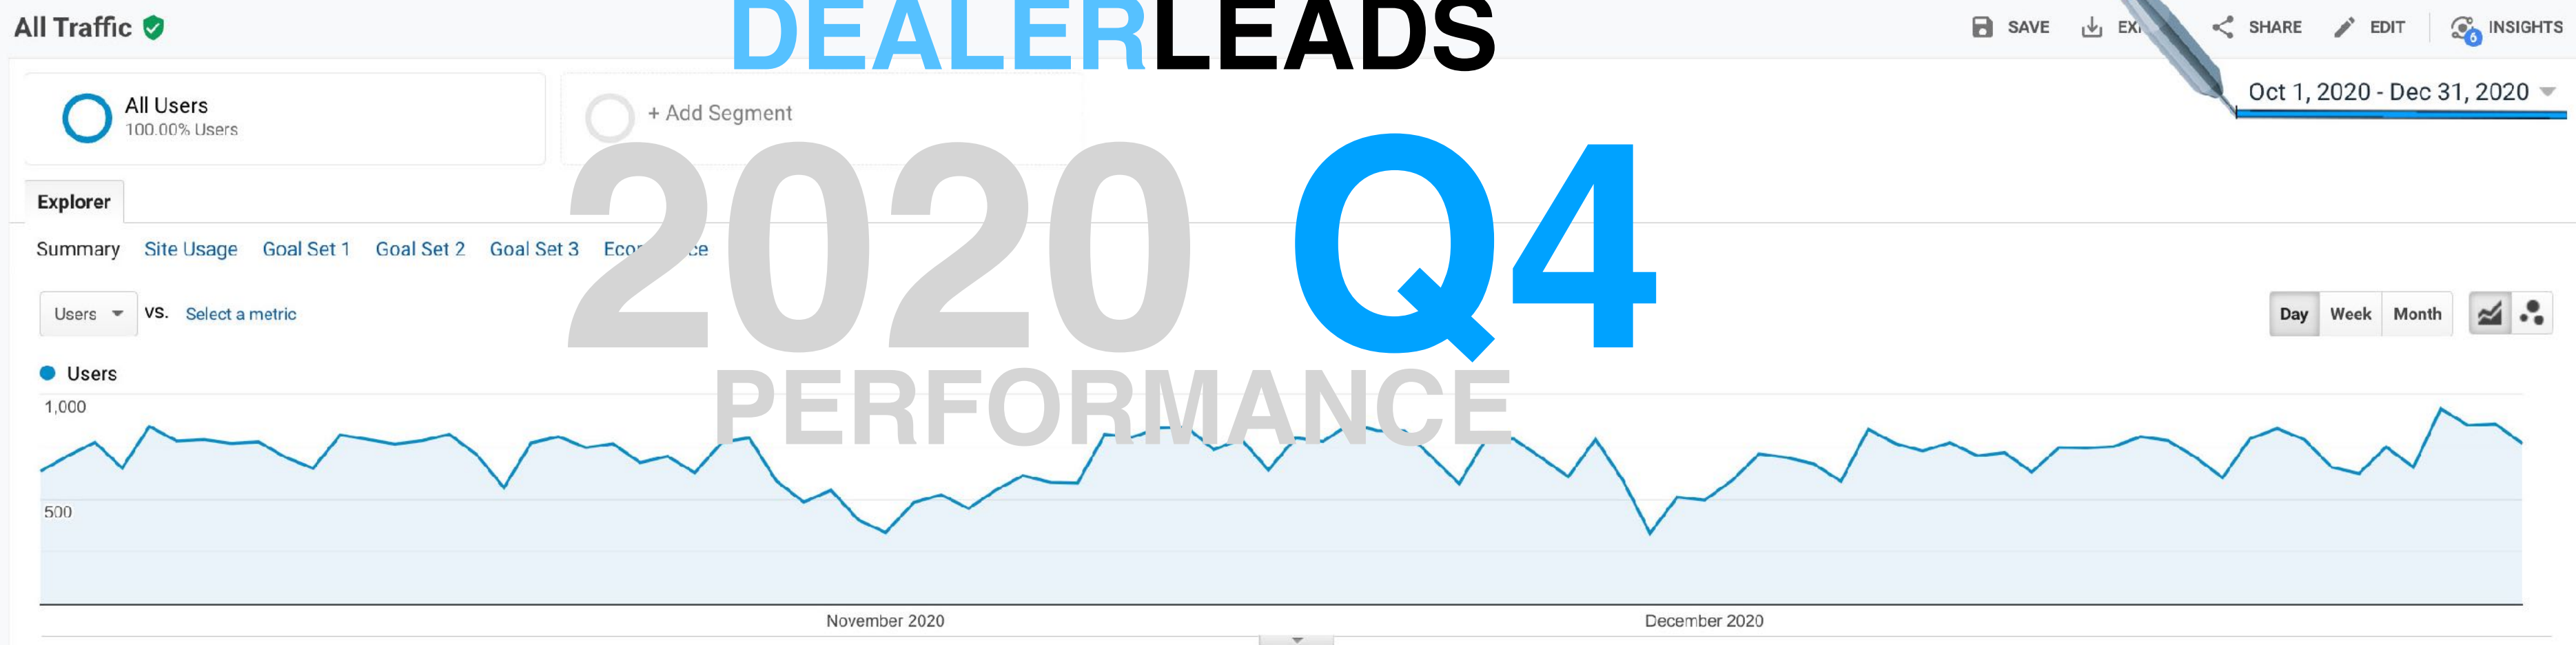 DEALERLEADS
All Traffic
SAVE
SHARE
EDIT
6
INSIGHTS
All Users
100.00% Users
+ Add Segment
Oct 1, 2020 - Dec 31, 2020
2020 Q4
PERFORMANCE
Explorer
Summary Site Usage Goal Set 1 Goal Set 2 Goal Set 3
Users VS. Select a metric
Day Week Month
Users
1,000
500
November 2020 December 2020